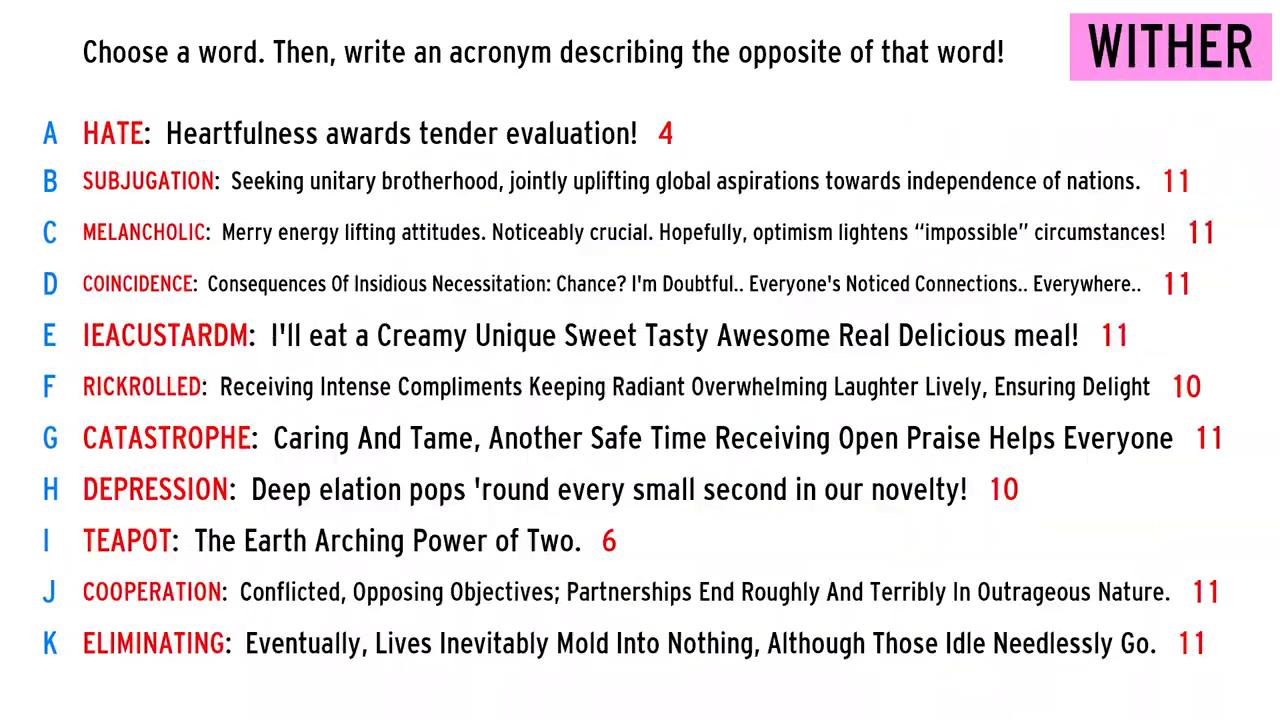 Choose a word. Then, write an acronym describing the opposite of that word!
WITHER
A HATE: Heartfulness awards tender evaluation! 4
B SUBJUGATION: Seeking unitary brotherhood, jointly uplifting global aspirations towards independence of nations. 11
C MELANCHOLIC: Merry energy lifting attitudes. Noticeably crucial. Hopefully, optimism lightens “impossible” circumstances! 11
D COINCIDENCE: Consequences Of Insidious Necessitation: Chance? I'm Doubtful.. Everyone's Noticed Connections.. Everywhere.. 11
E IEACUSTARDM: I'll eat a Creamy Unique Sweet Tasty Awesome Real Delicious meal! 11
F RICKROLLED: Receiving Intense Compliments Keeping Radiant Overwhelming Laughter Lively, Ensuring Delight 10
G CATASTROPHE: Caring And Tame, Another Safe Time Receiving Open Praise Helps Everyone 11
H DEPRESSION: Deep elation pops 'round every small second in our novelty! 10
I TEAPOT: The Earth Arching Power of Two. 6
J COOPERATION: Conflicted, Opposing Objectives; Partnerships End Roughly And Terribly In Outrageous Nature. 11
K ELIMINATING: Eventually, Lives Inevitably Mold Into Nothing, Although Those Idle Needlessly Go. 11